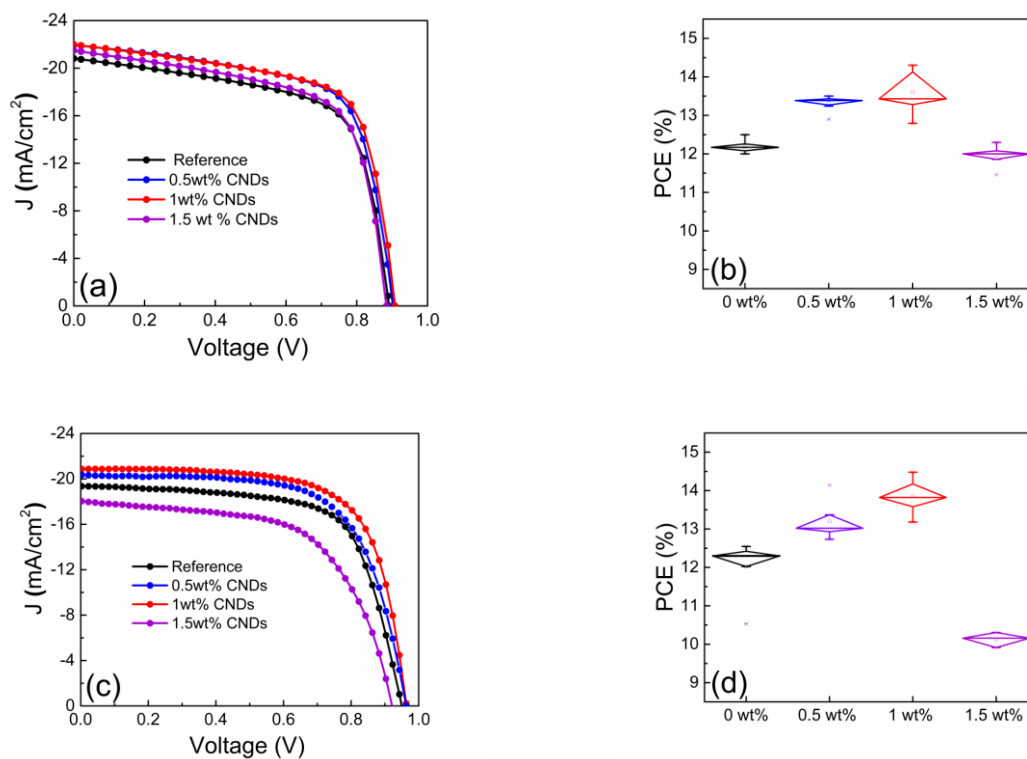 -24
-20
-16
-12
-8
-4
0
J (mA/cm²)
Reference
0.5wt% CNDs
1wt% CNDs
1.5 wt % CNDs
(a)
0.0 0.2 0.4 0.6 0.8 1.0
Voltage (V)
15
14
13
12
11
10
9
PCE (%)
(b)
0 wt% 0.5 wt% 1 wt% 1.5 wt%
-24
-20
-16
-12
-8
-4
0
J (mA/cm²)
Reference
0.5wt% CNDs
1wt% CNDs
1.5wt% CNDs
(c)
0.0 0.2 0.4 0.6 0.8 1.0
Voltage (V)
15
14
13
12
11
10
9
PCE (%)
(d)
0 wt% 0.5 wt% 1 wt% 1.5 wt%